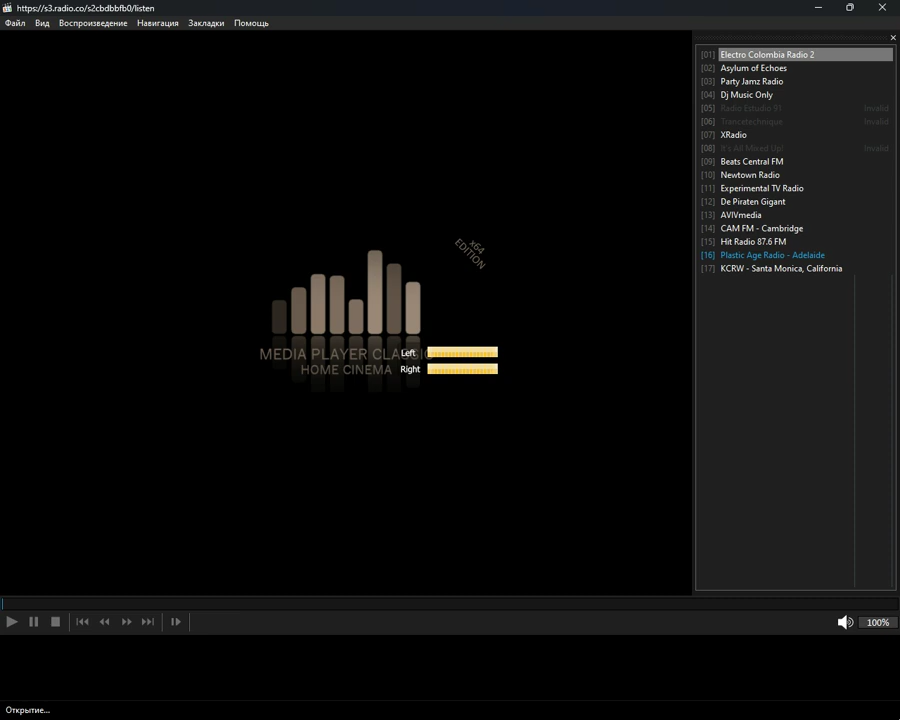 https://s3.radio.co/s2cbdbbfb0/listen
Файл Вид Воспроизведение Навигация Закладки Помощь
[01] Electro Colombia Radio 2
[02] Asylum of Echoes
[03] Party Jamz Radio
[04] Dj Music Only
[05] Radio Estudio 91 Invalid
[06] Trancetechnique Invalid
[07] XRadio
[08] It's All Mixed Up! Invalid
[09] Beats Central FM
[10] Newtown Radio
[11] Experimental TV Radio
[12] De Piraten Gigant
[13] AVIVmedia
[14] CAM FM - Cambridge
[15] Hit Radio 87.6 FM
[16] Plastic Age Radio - Adelaide
[17] KCRW - Santa Monica, California
x64
EDITION
MEDIA PLAYER CLASSIC
HOME CINEMA
Left
Right
100%
Открытие...